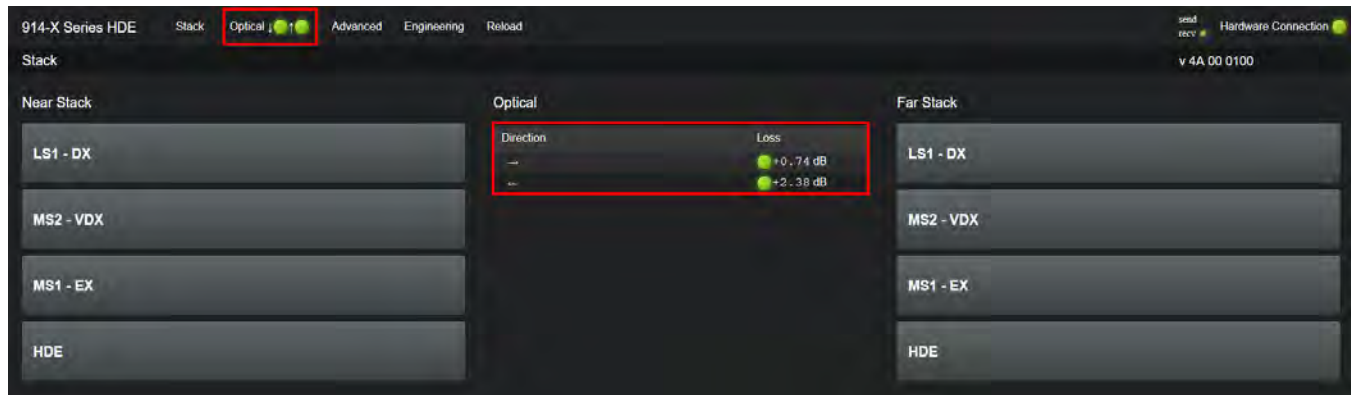 914-X Series HDE Stack Optical ↓ ↑ Advanced Engineering Reload send recv Hardware Connection
Stack v 4A 00 0100
Near Stack Optical Far Stack
Direction Loss
→ +0.74 dB
← +2.38 dB
LS1 - DX LS1 - DX
MS2 - VDX MS2 - VDX
MS1 - EX MS1 - EX
HDE HDE